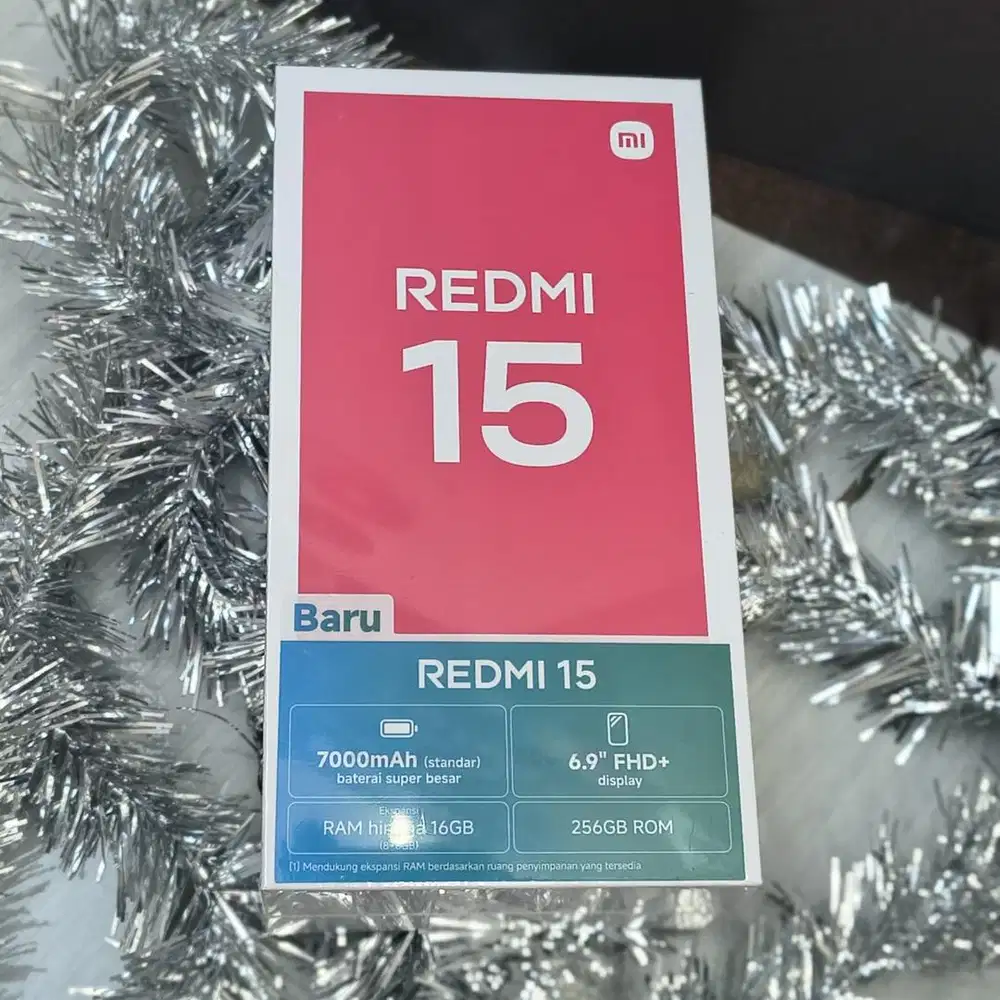 mi
REDMI
15
Baru
REDMI 15
7000mAh (standar)
baterai super besar
6.9" FHD+
display
Ekspansi
RAM hingga 16GB
256GB ROM
[1] Mendukung ekspansi RAM berdasarkan ruang penyimpanan yang tersedia